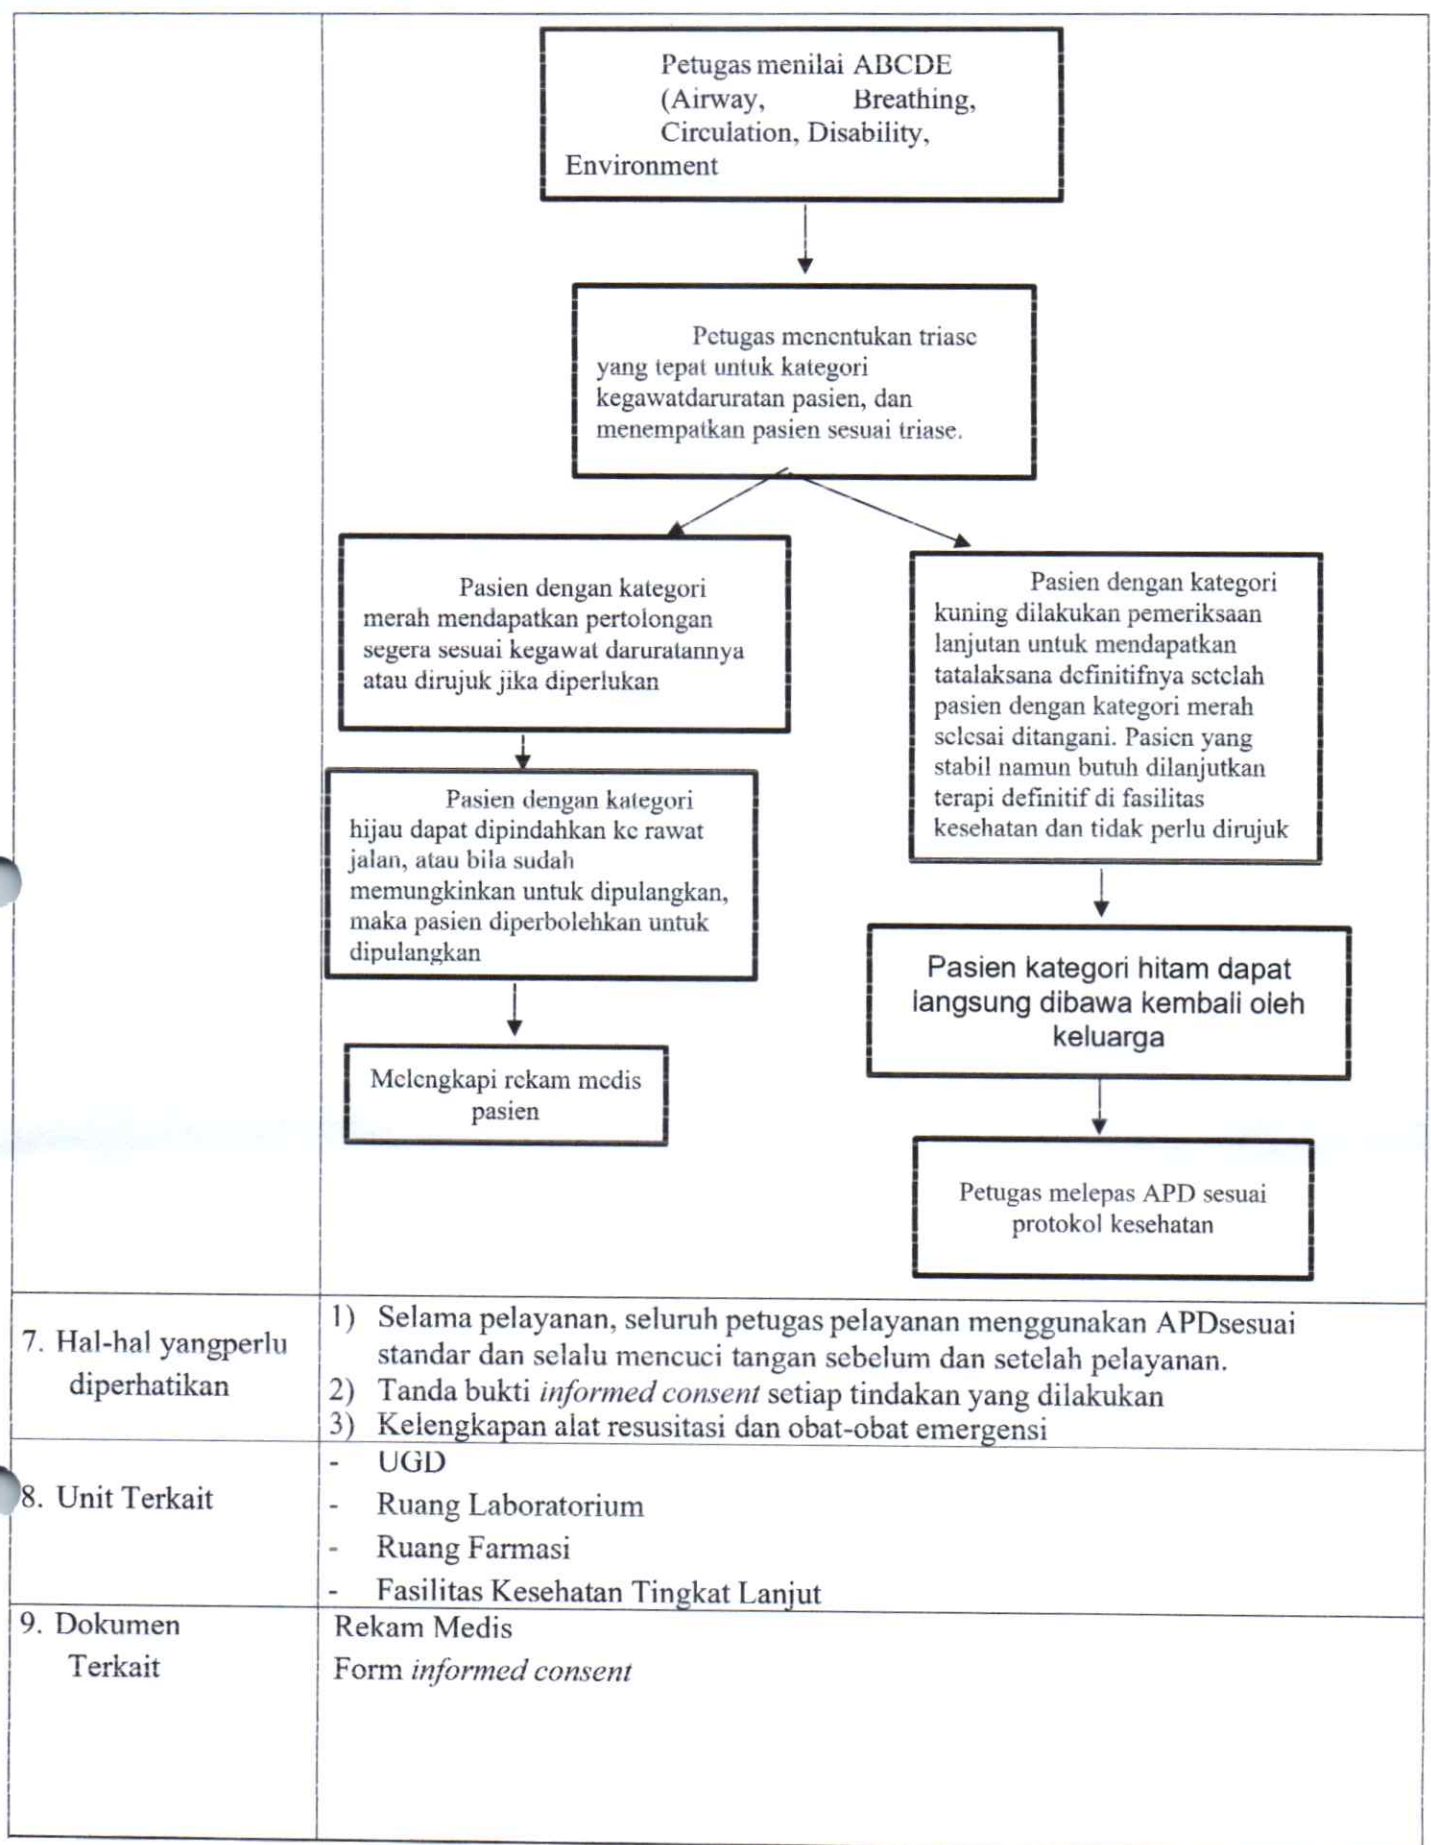 Petugas menilai ABCDE
(Airway, Breathing,
Circulation, Disability,
Environment
Petugas menentukan triase
yang tepat untuk kategori
kegawatdaruratan pasien, dan
menempatkan pasien sesuai triase.
Pasien dengan kategori
merah mendapatkan pertolongan
segera sesuai kegawat daruratannya
atau dirujuk jika diperlukan
Pasien dengan kategori
kuning dilakukan pemeriksaan
lanjutan untuk mendapatkan
tatalaksana definitifnya setelah
pasien dengan kategori merah
selesai ditangani. Pasien yang
stabil namun butuh dilanjutkan
terapi definitif di fasilitas
kesehatan dan tidak perlu dirujuk
Pasien dengan kategori
hijau dapat dipindahkan ke rawat
jalan, atau bila sudah
memungkinkan untuk dipulangkan,
maka pasien diperbolehkan untuk
dipulangkan
Pasien kategori hitam dapat
langsung dibawa kembali oleh
keluarga
Melengkapi rekam medis
pasien
Petugas melepas APD sesuai
protokol kesehatan
7. Hal-hal yangperlu
diperhatikan
1) Selama pelayanan, seluruh petugas pelayanan menggunakan APDsesuai
standar dan selalu mencuci tangan sebelum dan setelah pelayanan.
2) Tanda bukti informed consent setiap tindakan yang dilakukan
3) Kelengkapan alat resusitasi dan obat-obat emergensi
8. Unit Terkait
- UGD
- Ruang Laboratorium
- Ruang Farmasi
- Fasilitas Kesehatan Tingkat Lanjut
9. Dokumen
Terkait
Rekam Medis
Form informed consent